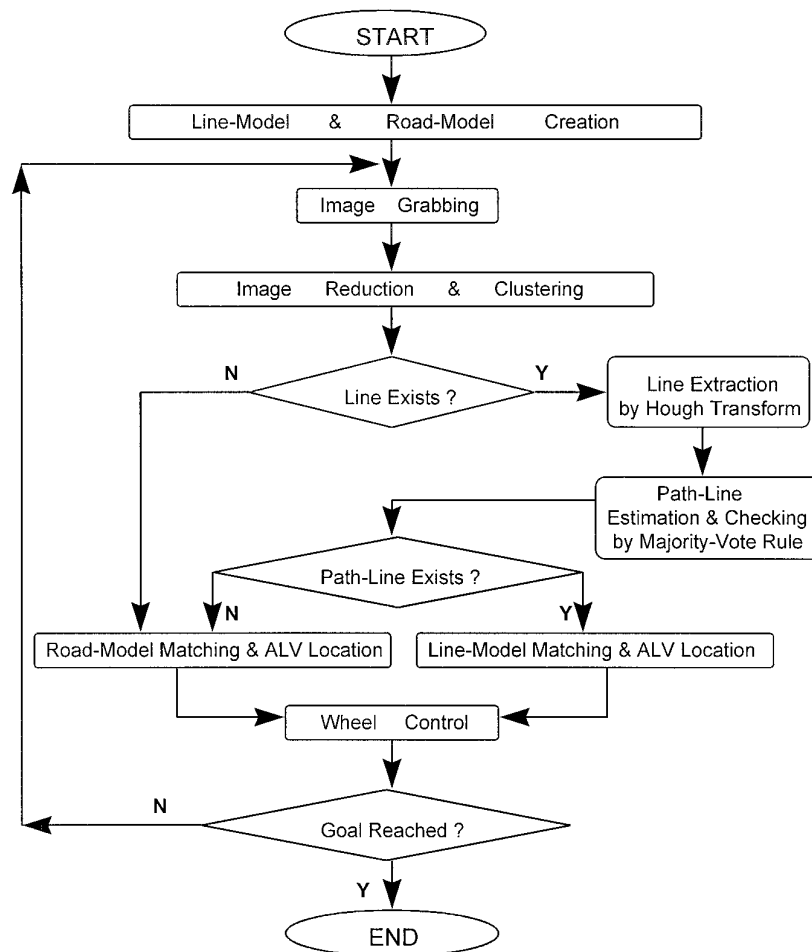 START
Line-Model & Road-Model Creation
Image Grabbing
Image Reduction & Clustering
N
Y
Line Exists ?
Line Extraction
by Hough Transform
Path-Line
Estimation & Checking
by Majority-Vote Rule
Path-Line Exists ?
N
Y
Road-Model Matching & ALV Location
Line-Model Matching & ALV Location
Wheel Control
N
Goal Reached ?
Y
END